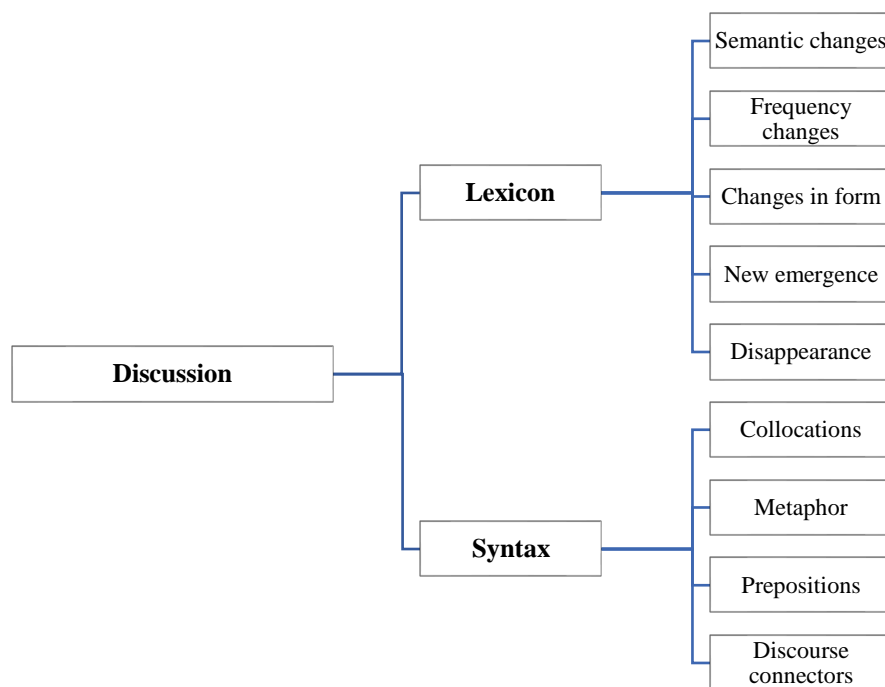 Discussion
Lexicon
Semantic changes
Frequency
changes
Changes in form
New emergence
Disappearance
Syntax
Collocations
Metaphor
Prepositions
Discourse
connectors